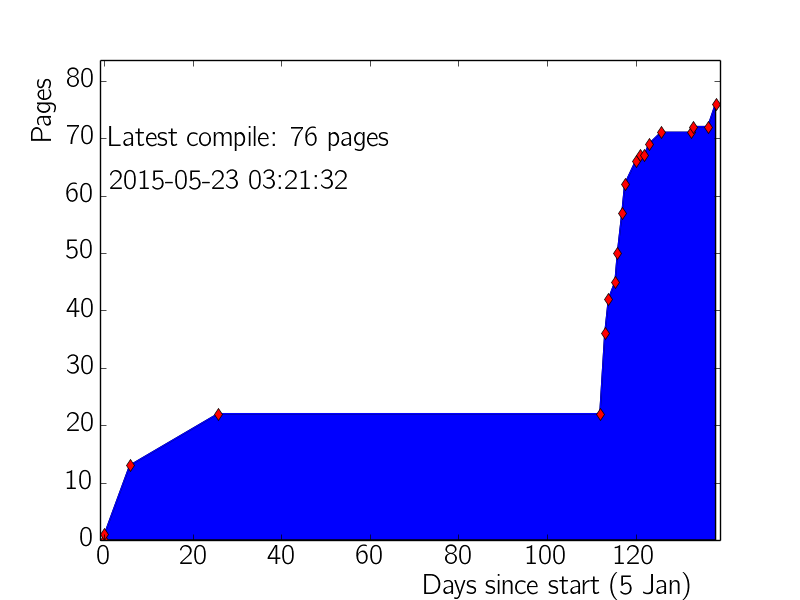 80
Pages
70
Latest compile: 76 pages
2015-05-23 03:21:32
60
50
40
30
20
10
0
0 20 40 60 80 100 120
Days since start (5 Jan)